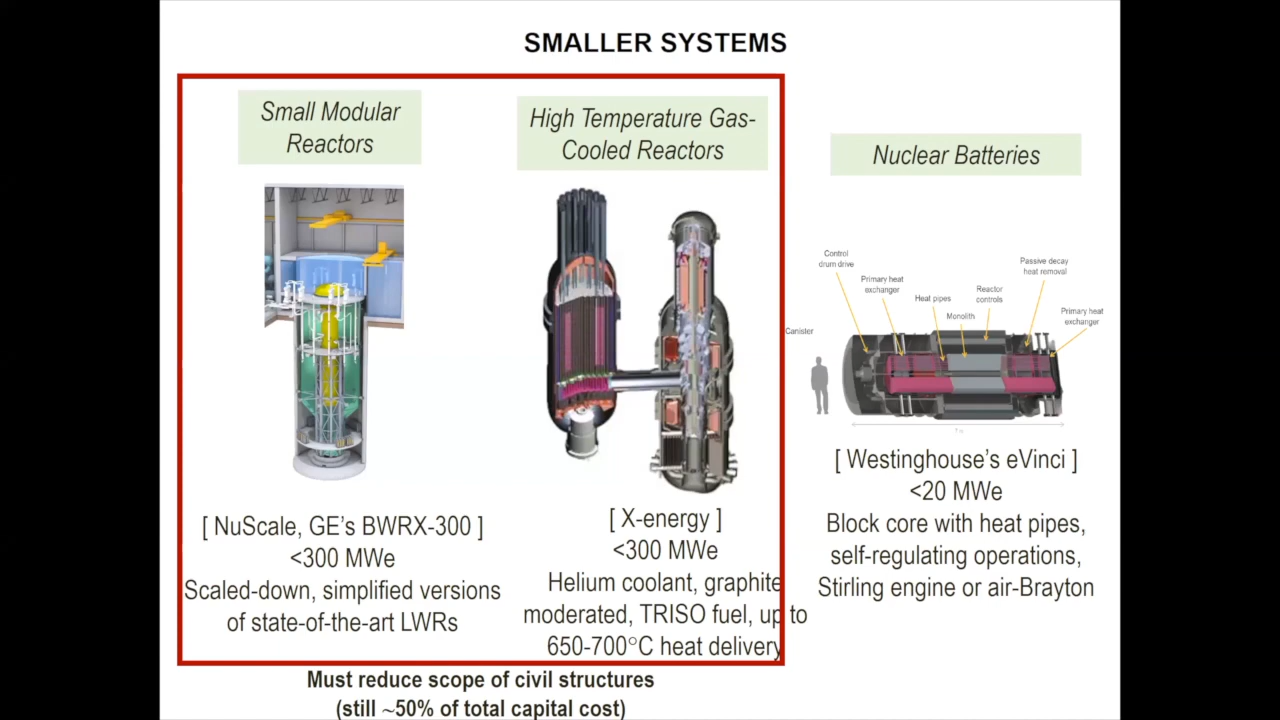 SMALLER SYSTEMS
Small Modular
Reactors
High Temperature Gas-
Cooled Reactors
Nuclear Batteries
Control
drum drive
Primary heat
exchanger
Heat pipes
Monolith
Reactor
controls
Passive decay
heat removal
Primary heat
exchanger
Canister
[ NuScale, GE's BWRX-300 ]
<300 MWe
Scaled-down, simplified versions
of state-of-the-art LWRs
[ X-energy ]
<300 MWe
Helium coolant, graphite
moderated, TRISO fuel, up to
650-700°C heat delivery
[ Westinghouse's eVinci ]
<20 MWe
Block core with heat pipes,
self-regulating operations,
Stirling engine or air-Brayton
Must reduce scope of civil structures
(still ~50% of total capital cost)